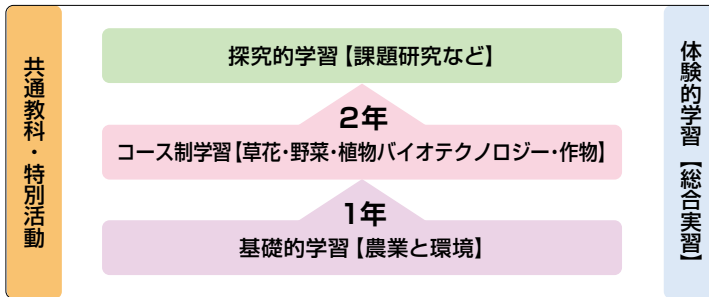 共通教科・特別活動
探究的学習【課題研究など】
2年
コース制学習【草花・野菜・植物バイオテクノロジー・作物】
1年
基礎的学習【農業と環境】
体験的学習【総合実習】